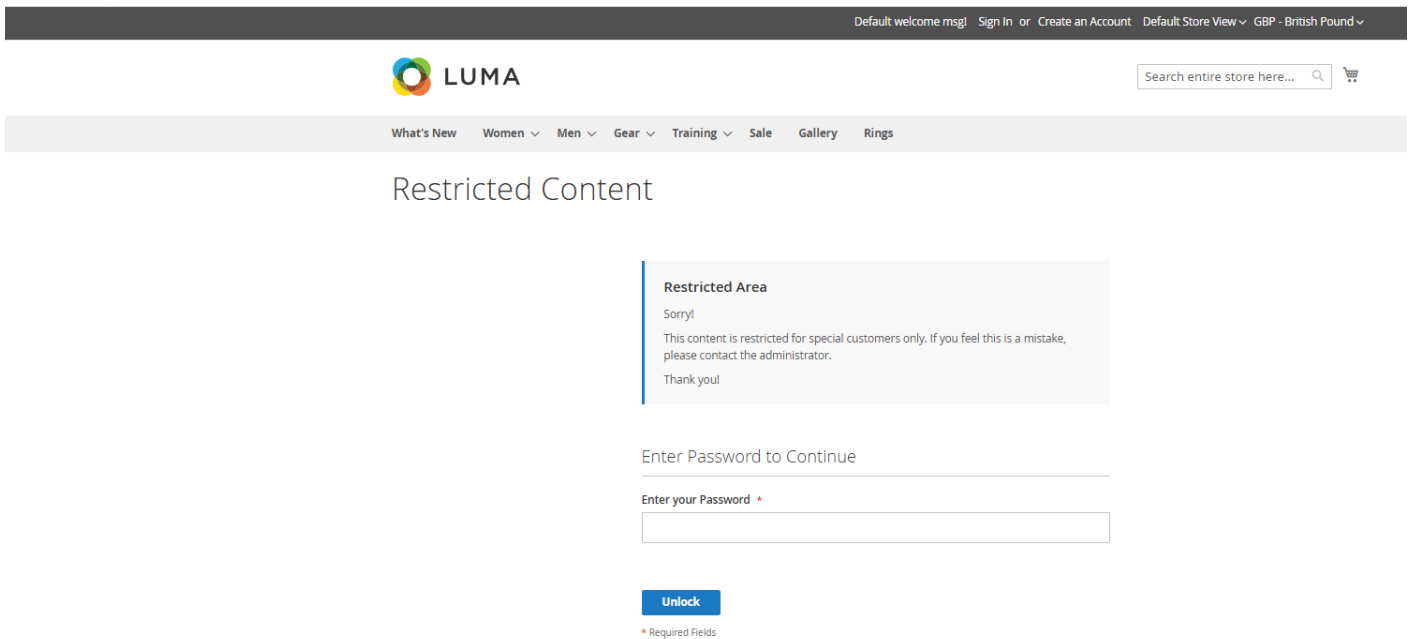 Default welcome msg! Sign In or Create an Account Default Store View GBP - British Pound
LUMA
Search entire store here...
What's New Women Men Gear Training Sale Gallery Rings
Restricted Content
Restricted Area
Sorry!
This content is restricted for special customers only. If you feel this is a mistake,
please contact the administrator.
Thank you!
Enter Password to Continue
Enter your Password *
Unlock
* Required Fields